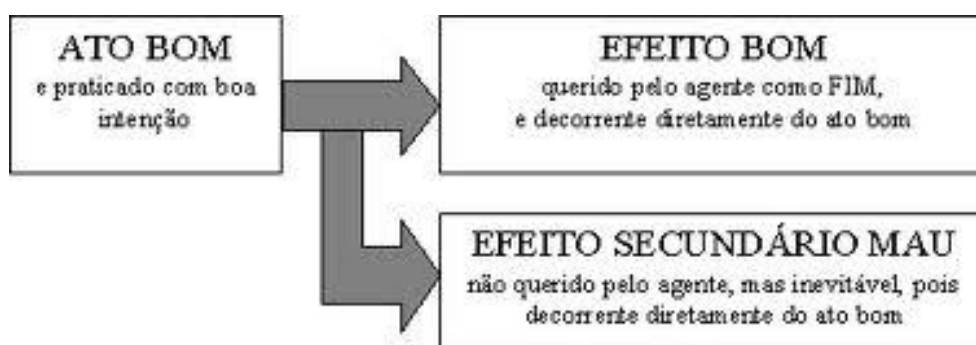 ATO BOM
e praticado com boa
intenção
EFEITO BOM
querido pelo agente como FIM,
e decorrente diretamente do ato bom
EFEITO SECUNDÁRIO MAU
não querido pelo agente, mas inevitável, pois
decorrente diretamente do ato bom